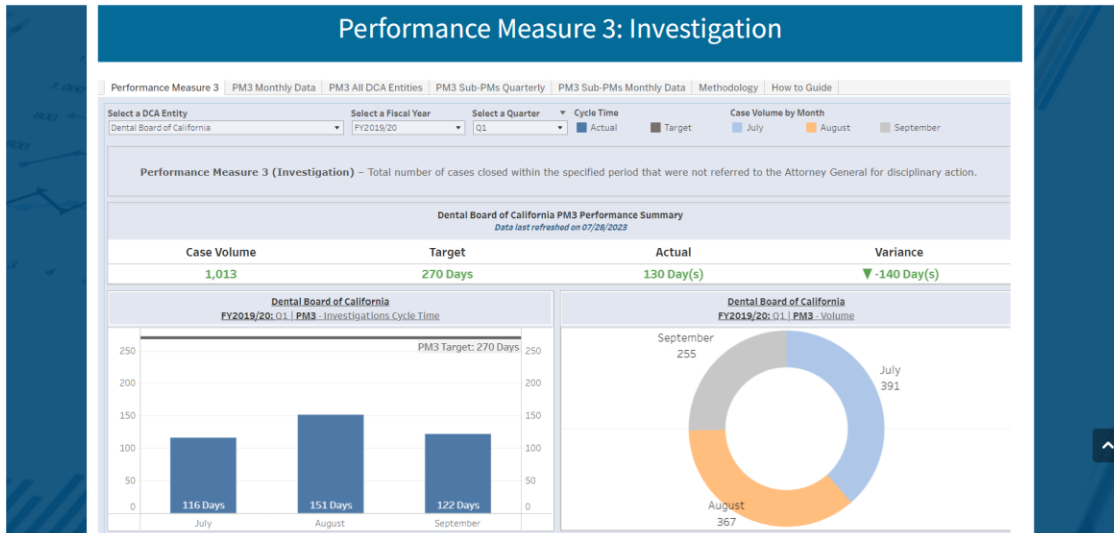 Performance Measure 3: Investigation
Performance Measure 3 PM3 Monthly Data PM3 All DCA Entities PM3 Sub-PMs Quarterly PM3 Sub-PMs Monthly Data Methodology How to Guide
Select a DCA Entity Select a Fiscal Year Select a Quarter Cycle Time Case Volume by Month
Dental Board of California FY2019/20 Q1 Actual Target July August September
Performance Measure 3 (Investigation) – Total number of cases closed within the specified period that were not referred to the Attorney General for disciplinary action.
Dental Board of California PM3 Performance Summary
Data last refreshed on 07/28/2023
Case Volume Target Actual Variance
1,013 270 Days 130 Day(s) ▼ -140 Day(s)
Dental Board of California
FY2019/20: Q1 | PM3 - Investigations Cycle Time
PM3 Target: 270 Days
250 250
200 200
150 150
100 100
50 50
0 0
116 Days 151 Days 122 Days
July August September
Dental Board of California
FY2019/20: Q1 | PM3 - Volume
September
255
July
391
August
367